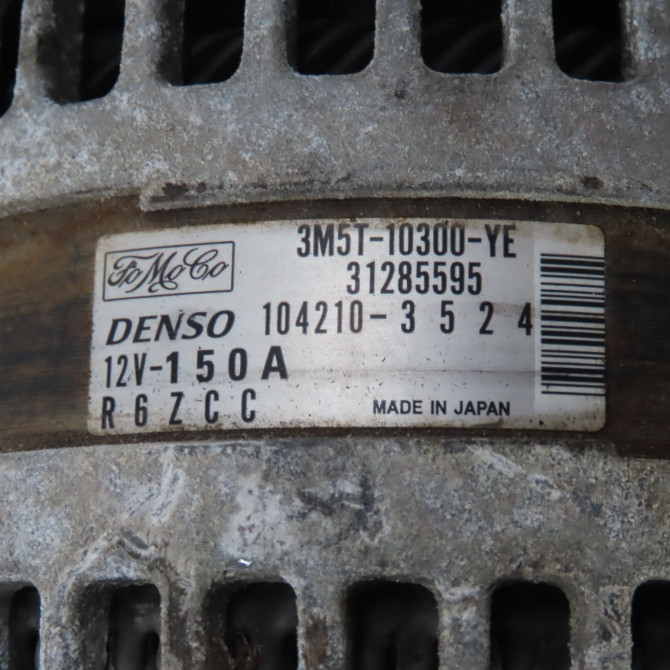 3M5T-10300-YE
FoMoCo
31285595
DENSO 104210-3524
12V-150A
R6ZCC
MADE IN JAPAN